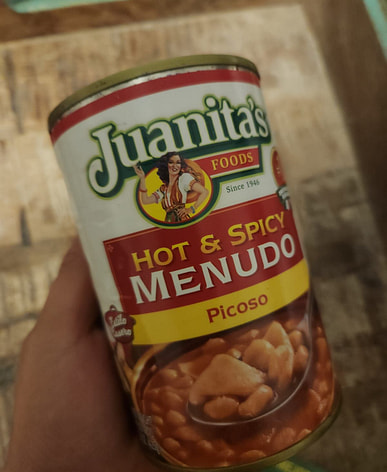 Juanita's
FOODS
Since 1946
HOT & SPICY
MENUDO
Picoso